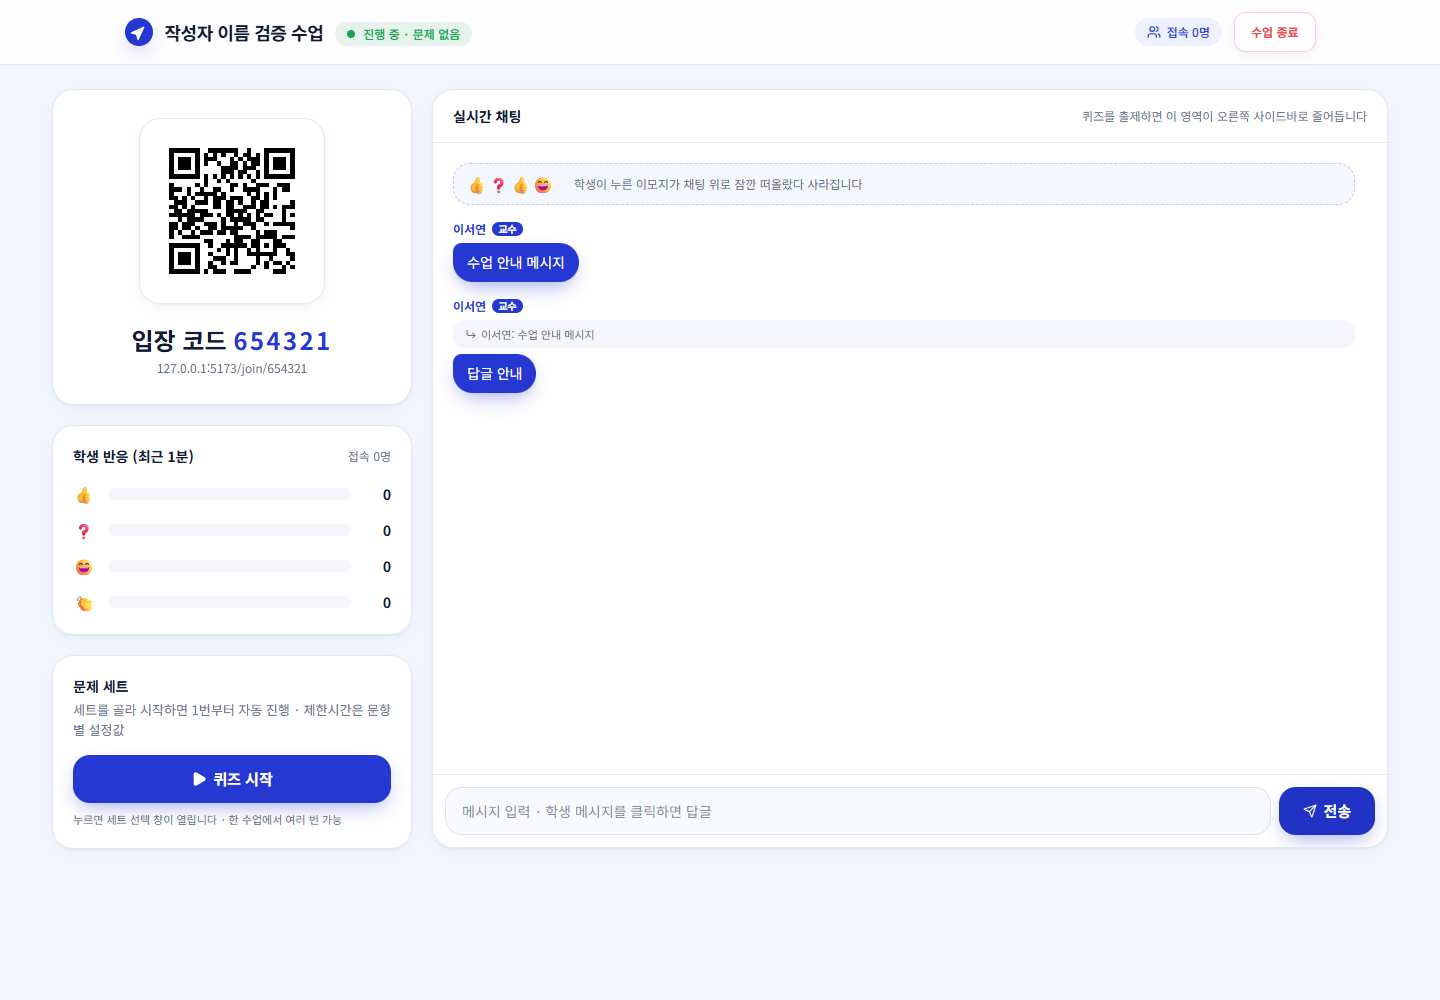 작성자 이름 검증 수업
진행 중 · 문제 없음
접속 0명
수업 종료
입장 코드 654321
127.0.0.1:5173/join/654321
학생 반응 (최근 1분)
접속 0명
0
0
0
0
문제 세트
세트를 골라 시작하면 1번부터 자동 진행 · 제한시간은 문항
별 설정값
퀴즈 시작
누르면 세트 선택 창이 열립니다 · 한 수업에서 여러 번 가능
실시간 채팅
퀴즈를 출제하면 이 영역이 오른쪽 사이드바로 줄어듭니다
학생이 누른 이모지가 채팅 위로 잠깐 떠올랐다 사라집니다
이서연 교수
수업 안내 메시지
이서연 교수
이서연: 수업 안내 메시지
답글 안내
메시지 입력 · 학생 메시지를 클릭하면 답글
전송